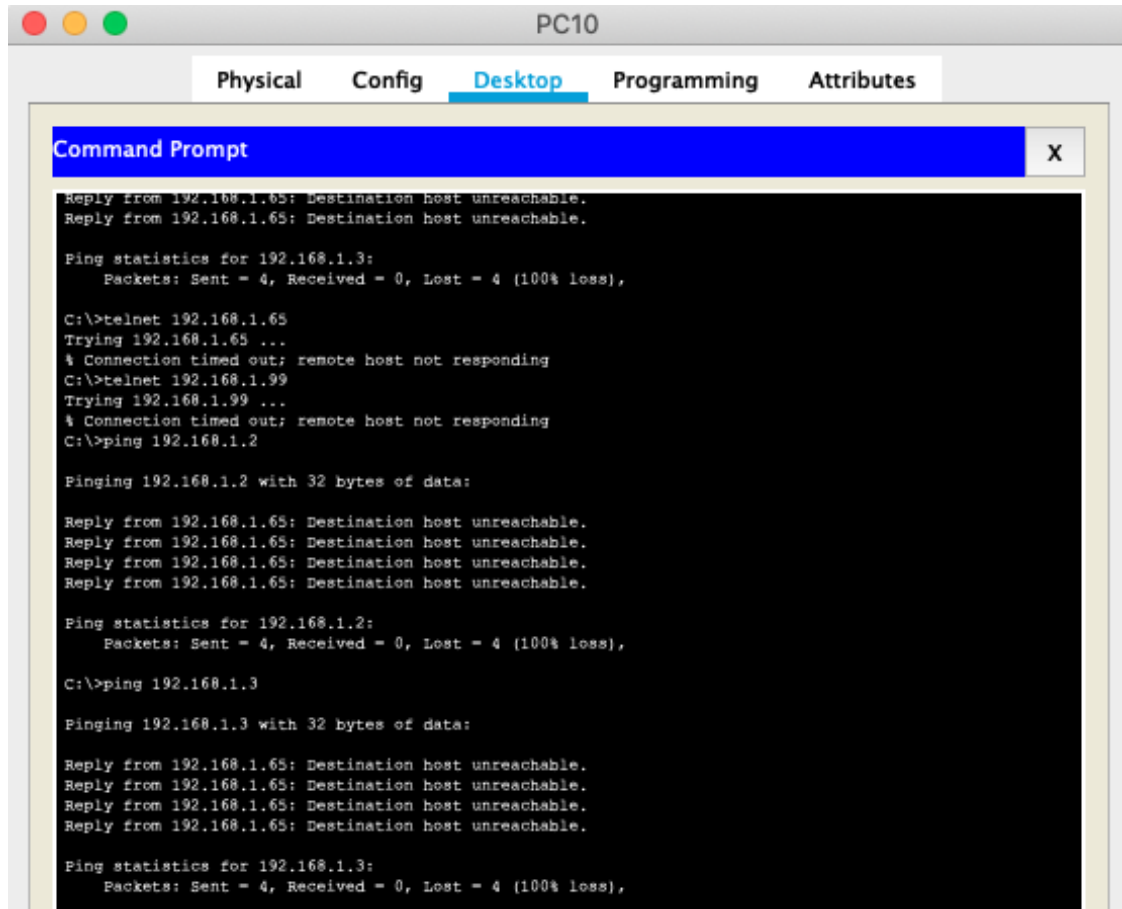 PC10
Physical Config Desktop Programming Attributes
Command Prompt X
Reply from 192.168.1.65: Destination host unreachable.
Reply from 192.168.1.65: Destination host unreachable.
Ping statistics for 192.168.1.3:
Packets: Sent = 4, Received = 0, Lost = 4 (100% loss),
C:\>telnet 192.168.1.65
Trying 192.168.1.65 ...
% Connection timed out; remote host not responding
C:\>telnet 192.168.1.99
Trying 192.168.1.99 ...
% Connection timed out; remote host not responding
C:\>ping 192.168.1.2
Pinging 192.168.1.2 with 32 bytes of data:
Reply from 192.168.1.65: Destination host unreachable.
Reply from 192.168.1.65: Destination host unreachable.
Reply from 192.168.1.65: Destination host unreachable.
Reply from 192.168.1.65: Destination host unreachable.
Ping statistics for 192.168.1.2:
Packets: Sent = 4, Received = 0, Lost = 4 (100% loss),
C:\>ping 192.168.1.3
Pinging 192.168.1.3 with 32 bytes of data:
Reply from 192.168.1.65: Destination host unreachable.
Reply from 192.168.1.65: Destination host unreachable.
Reply from 192.168.1.65: Destination host unreachable.
Reply from 192.168.1.65: Destination host unreachable.
Ping statistics for 192.168.1.3:
Packets: Sent = 4, Received = 0, Lost = 4 (100% loss),